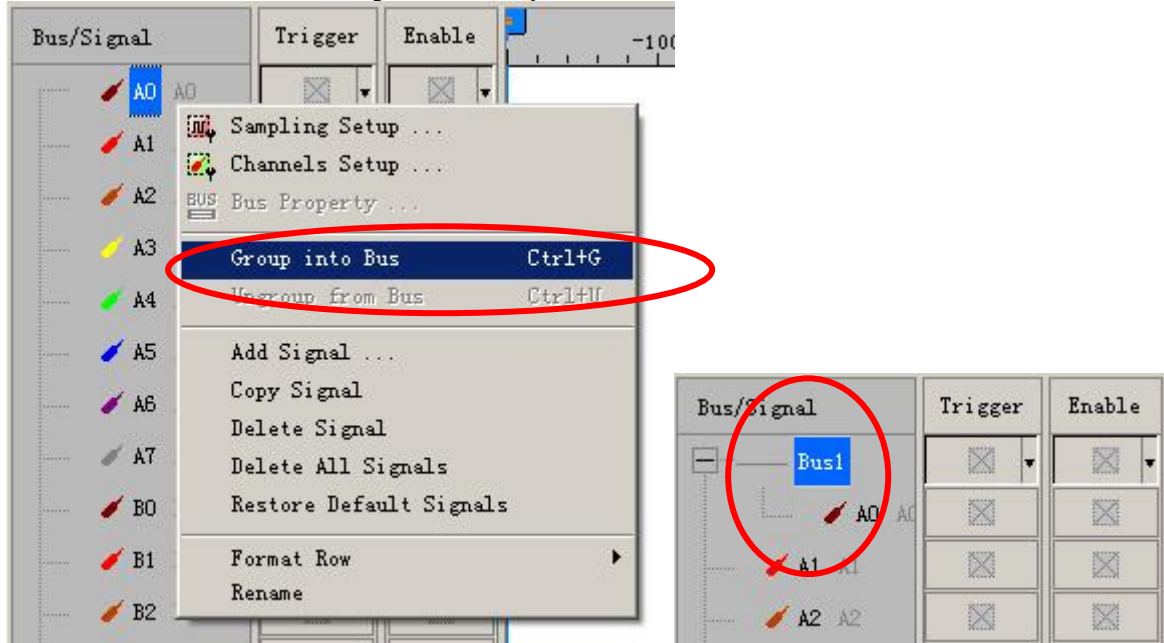 Bus/Signal Trigger Enable -100
A0 A0
A1
A2
A3
A4
A5
A6
A7
B0
B1
B2
Sampling Setup ...
Channels Setup ...
BUS Bus Property ...
Group into Bus Ctrl+G
Ungroup from Bus Ctrl+U
Add Signal ...
Copy Signal
Delete Signal
Delete All Signals
Restore Default Signals
Format Row
Rename
Bus/Signal Trigger Enable
Bus1
A0 A0
A1 A1
A2 A2